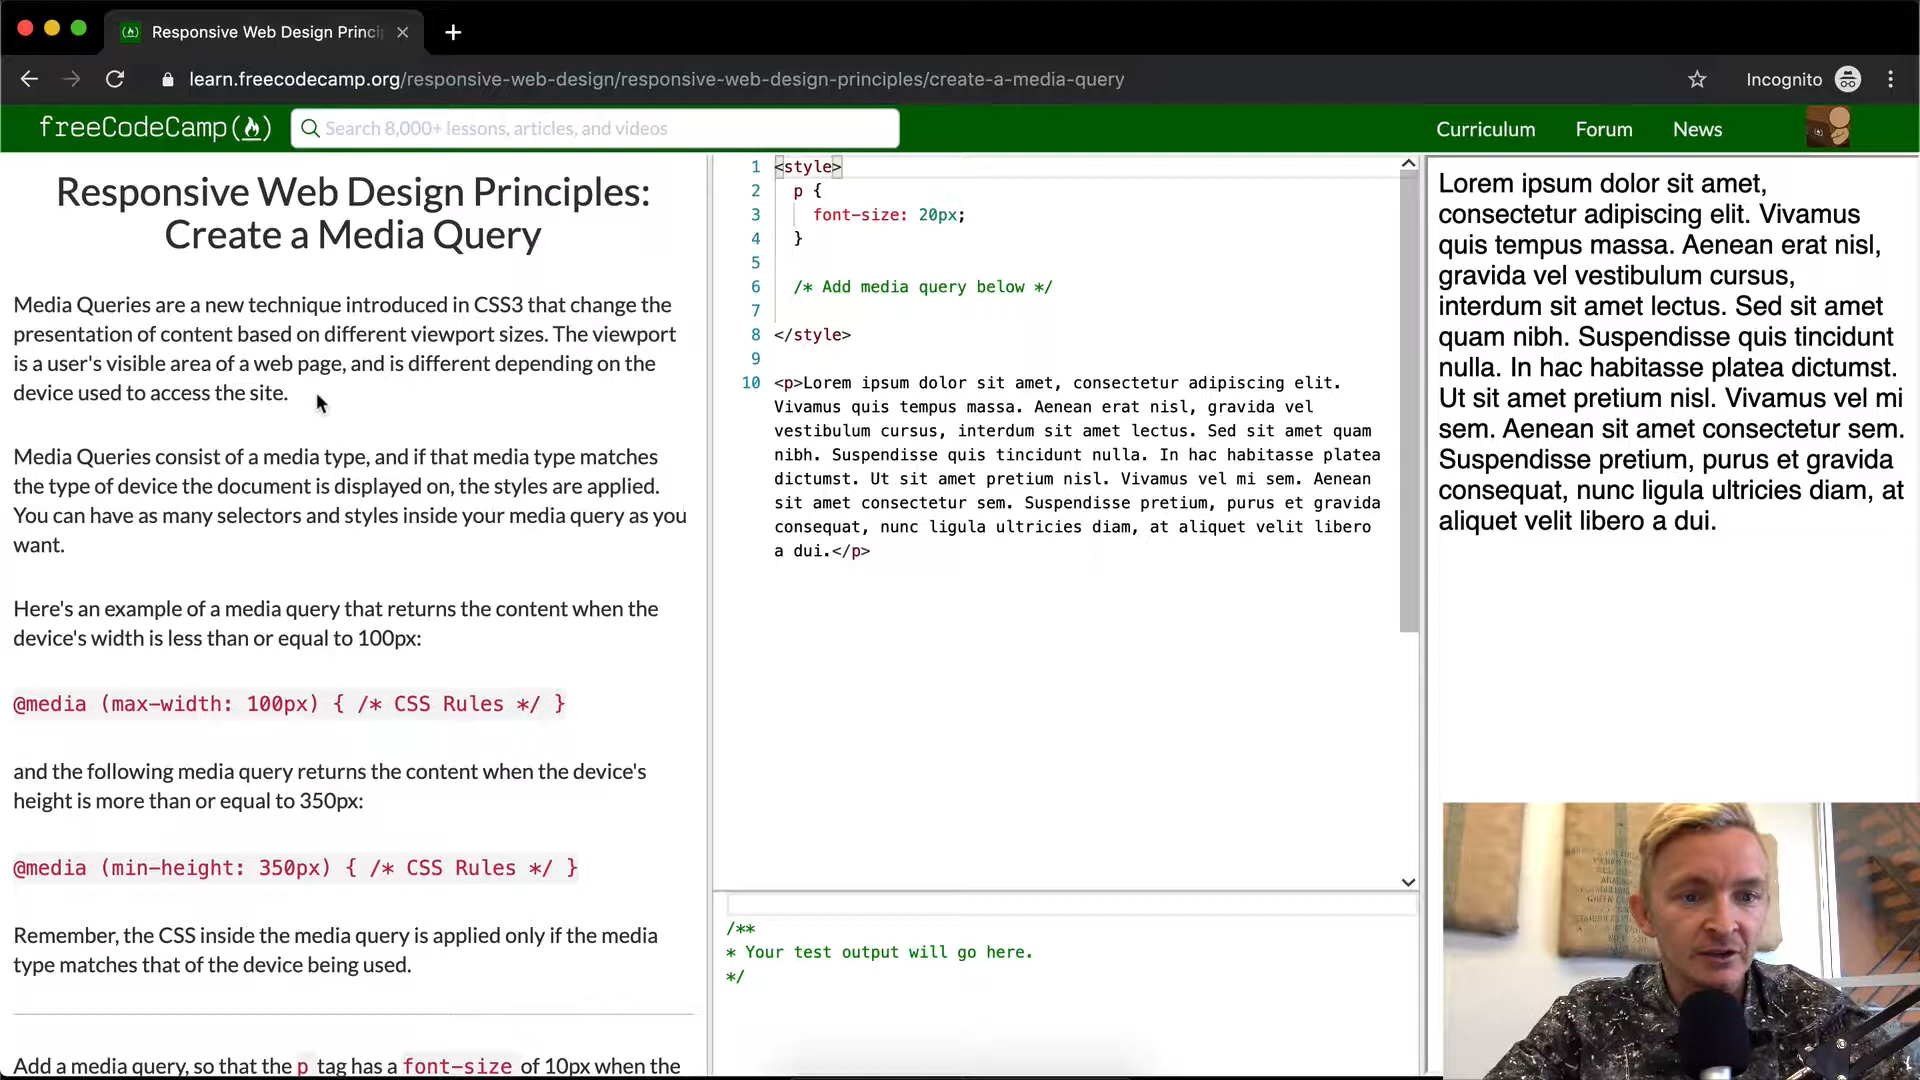 Responsive Web Design Princi
learn.freecodecamp.org/responsive-web-design/responsive-web-design-principles/create-a-media-query
Incognito
freeCodeCamp
Search 8,000+ lessons, articles, and videos
Curriculum
Forum
News
Responsive Web Design Principles:
Create a Media Query
Media Queries are a new technique introduced in CSS3 that change the
presentation of content based on different viewport sizes. The viewport
is a user's visible area of a web page, and is different depending on the
device used to access the site.
Media Queries consist of a media type, and if that media type matches
the type of device the document is displayed on, the styles are applied.
You can have as many selectors and styles inside your media query as you
want.
Here's an example of a media query that returns the content when the
device's width is less than or equal to 100px:
@media (max-width: 100px) { /* CSS Rules */ }
and the following media query returns the content when the device's
height is more than or equal to 350px:
@media (min-height: 350px) { /* CSS Rules */ }
Remember, the CSS inside the media query is applied only if the media
type matches that of the device being used.
Add a media query, so that the p tag has a font-size of 10px when the
1 <style>
2 p {
3 font-size: 20px;
4 }
5
6 /* Add media query below */
7
8 </style>
9
10 <p>Lorem ipsum dolor sit amet, consectetur adipiscing elit.
Vivamus quis tempus massa. Aenean erat nisl, gravida vel
vestibulum cursus, interdum sit amet lectus. Sed sit amet quam
nibh. Suspendisse quis tincidunt nulla. In hac habitasse platea
dictumst. Ut sit amet pretium nisl. Vivamus vel mi sem. Aenean
sit amet consectetur sem. Suspendisse pretium, purus et gravida
consequat, nunc ligula ultricies diam, at aliquet velit libero
a dui.</p>
/**
* Your test output will go here.
*/
Lorem ipsum dolor sit amet,
consectetur adipiscing elit. Vivamus
quis tempus massa. Aenean erat nisl,
gravida vel vestibulum cursus,
interdum sit amet lectus. Sed sit amet
quam nibh. Suspendisse quis tincidunt
nulla. In hac habitasse platea dictumst.
Ut sit amet pretium nisl. Vivamus vel mi
sem. Aenean sit amet consectetur sem.
Suspendisse pretium, purus et gravida
consequat, nunc ligula ultricies diam, at
aliquet velit libero a dui.